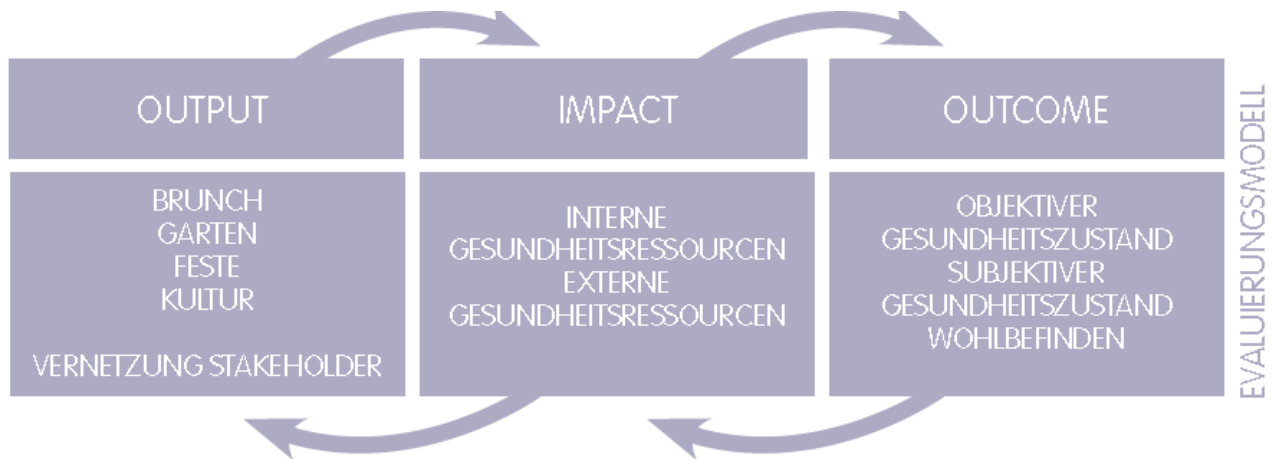 OUTPUT
IMPACT
OUTCOME
BRUNCH
GARTEN
FESTE
KULTUR
VERNETZUNG STAKEHOLDER
INTERNE
GESUNDHEITSRESSOURCEN
EXTERNE
GESUNDHEITSRESSOURCEN
OBJEKTIVER
GESUNDHEITSZUSTAND
SUBJEKTIVER
GESUNDHEITSZUSTAND
WOHLBEFINDEN
EVALUIERUNGSMODELL